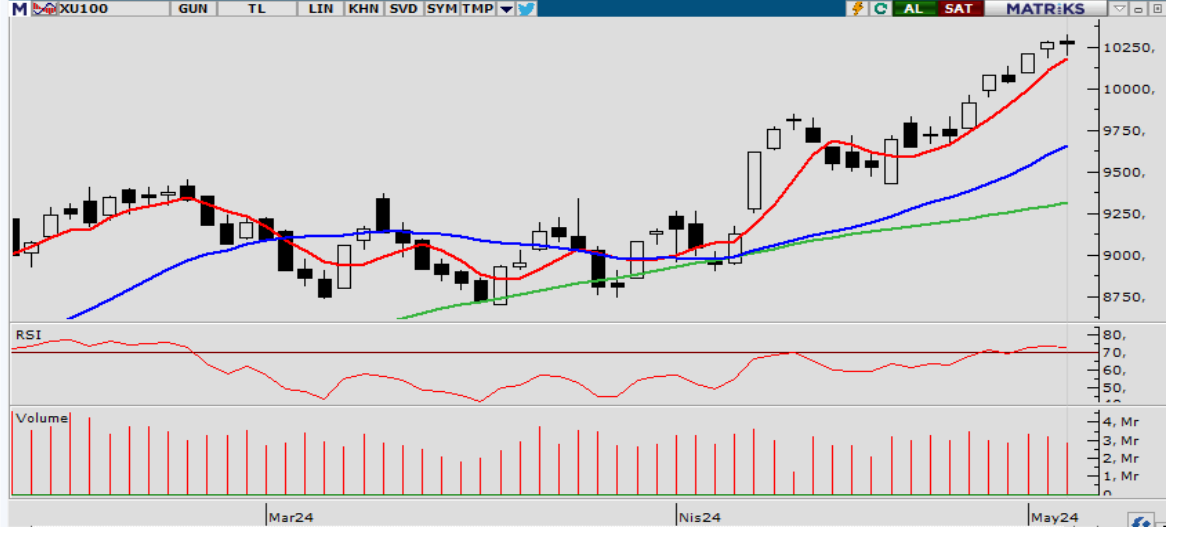 M XU100 GUN TL LIN KHN SVD SYM TMP AL SAT MATRiKS
10250,
10000,
9750,
9500,
9250,
9000,
8750,
RSI
80,
70,
60,
50,
Volume
4, Mr
3, Mr
2, Mr
1, Mr
0
Mar24 Nis24 May24